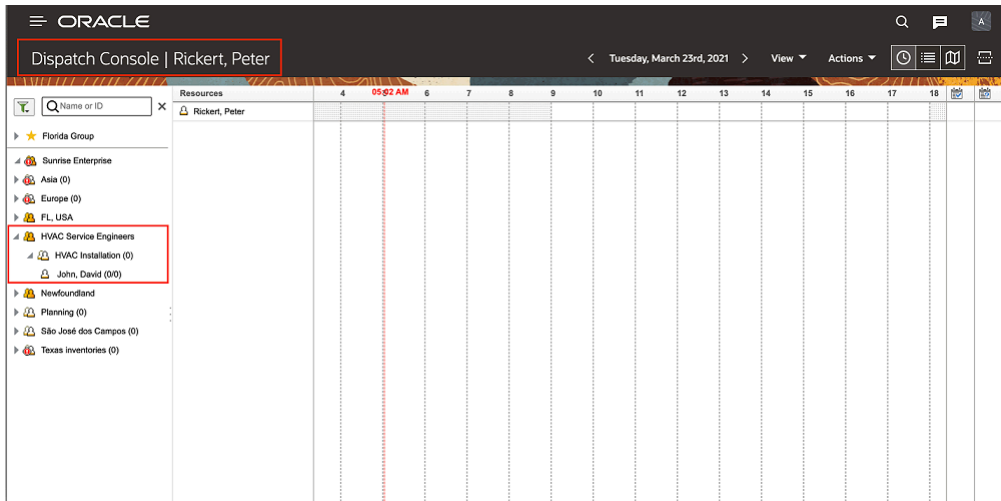 ORACLE
A
Dispatch Console | Rickert, Peter
Tuesday, March 23rd, 2021
View
Actions
Name or ID
Resources
4 05:02 AM 6 7 8 9 10 11 12 13 14 15 16 17 18
Rickert, Peter
Florida Group
Sunrise Enterprise
Asia (0)
Europe (0)
FL, USA
HVAC Service Engineers
HVAC Installation (0)
John, David (0/0)
Newfoundland
Planning (0)
São José dos Campos (0)
Texas inventories (0)